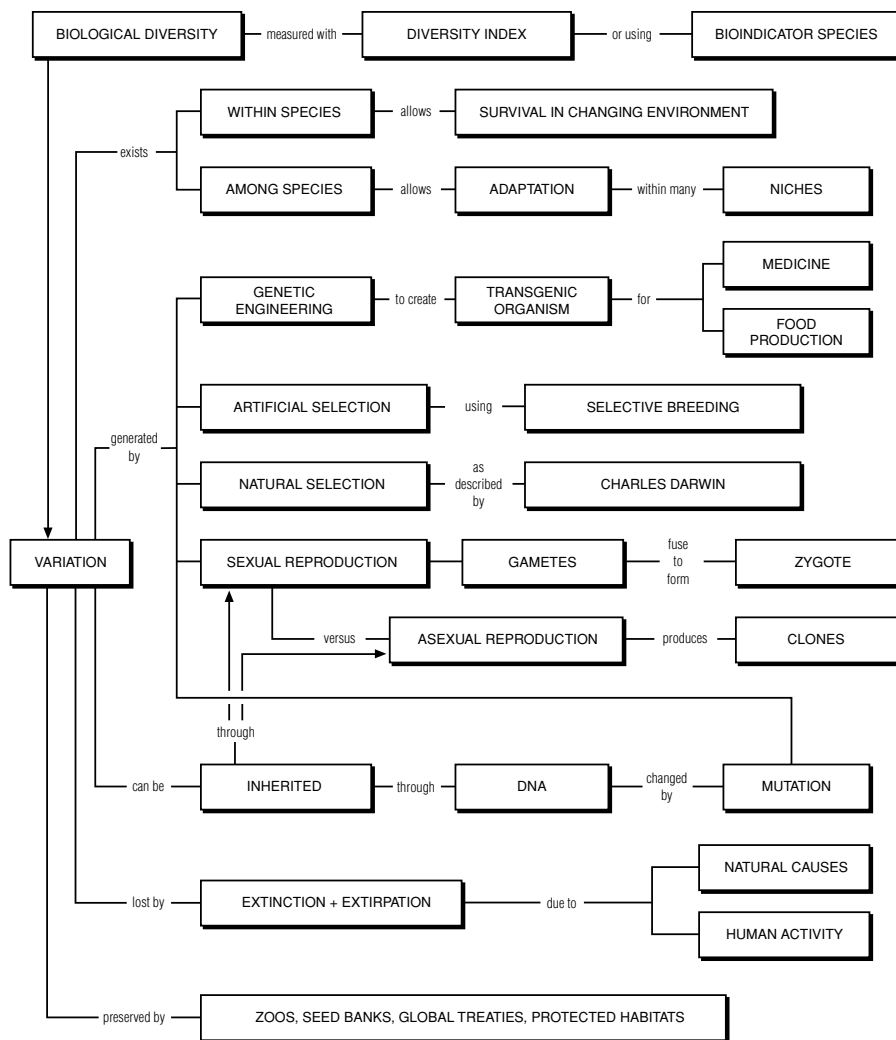 BIOLOGICAL DIVERSITY measured with DIVERSITY INDEX or using BIOINDICATOR SPECIES
WITHIN SPECIES allows SURVIVAL IN CHANGING ENVIRONMENT
exists
AMONG SPECIES allows ADAPTATION within many NICHES
MEDICINE
GENETIC
ENGINEERING
to create
TRANSGENIC
ORGANISM
for
FOOD
PRODUCTION
ARTIFICIAL SELECTION using SELECTIVE BREEDING
generated
by
NATURAL SELECTION
as
described
by
CHARLES DARWIN
VARIATION
SEXUAL REPRODUCTION
GAMETES
fuse
to
form
ZYGOTE
versus ASEXUAL REPRODUCTION produces CLONES
through
can be INHERITED through DNA
changed
by
MUTATION
NATURAL CAUSES
lost by EXTINCTION + EXTIRPATION due to
HUMAN ACTIVITY
preserved by ZOOS, SEED BANKS, GLOBAL TREATIES, PROTECTED HABITATS